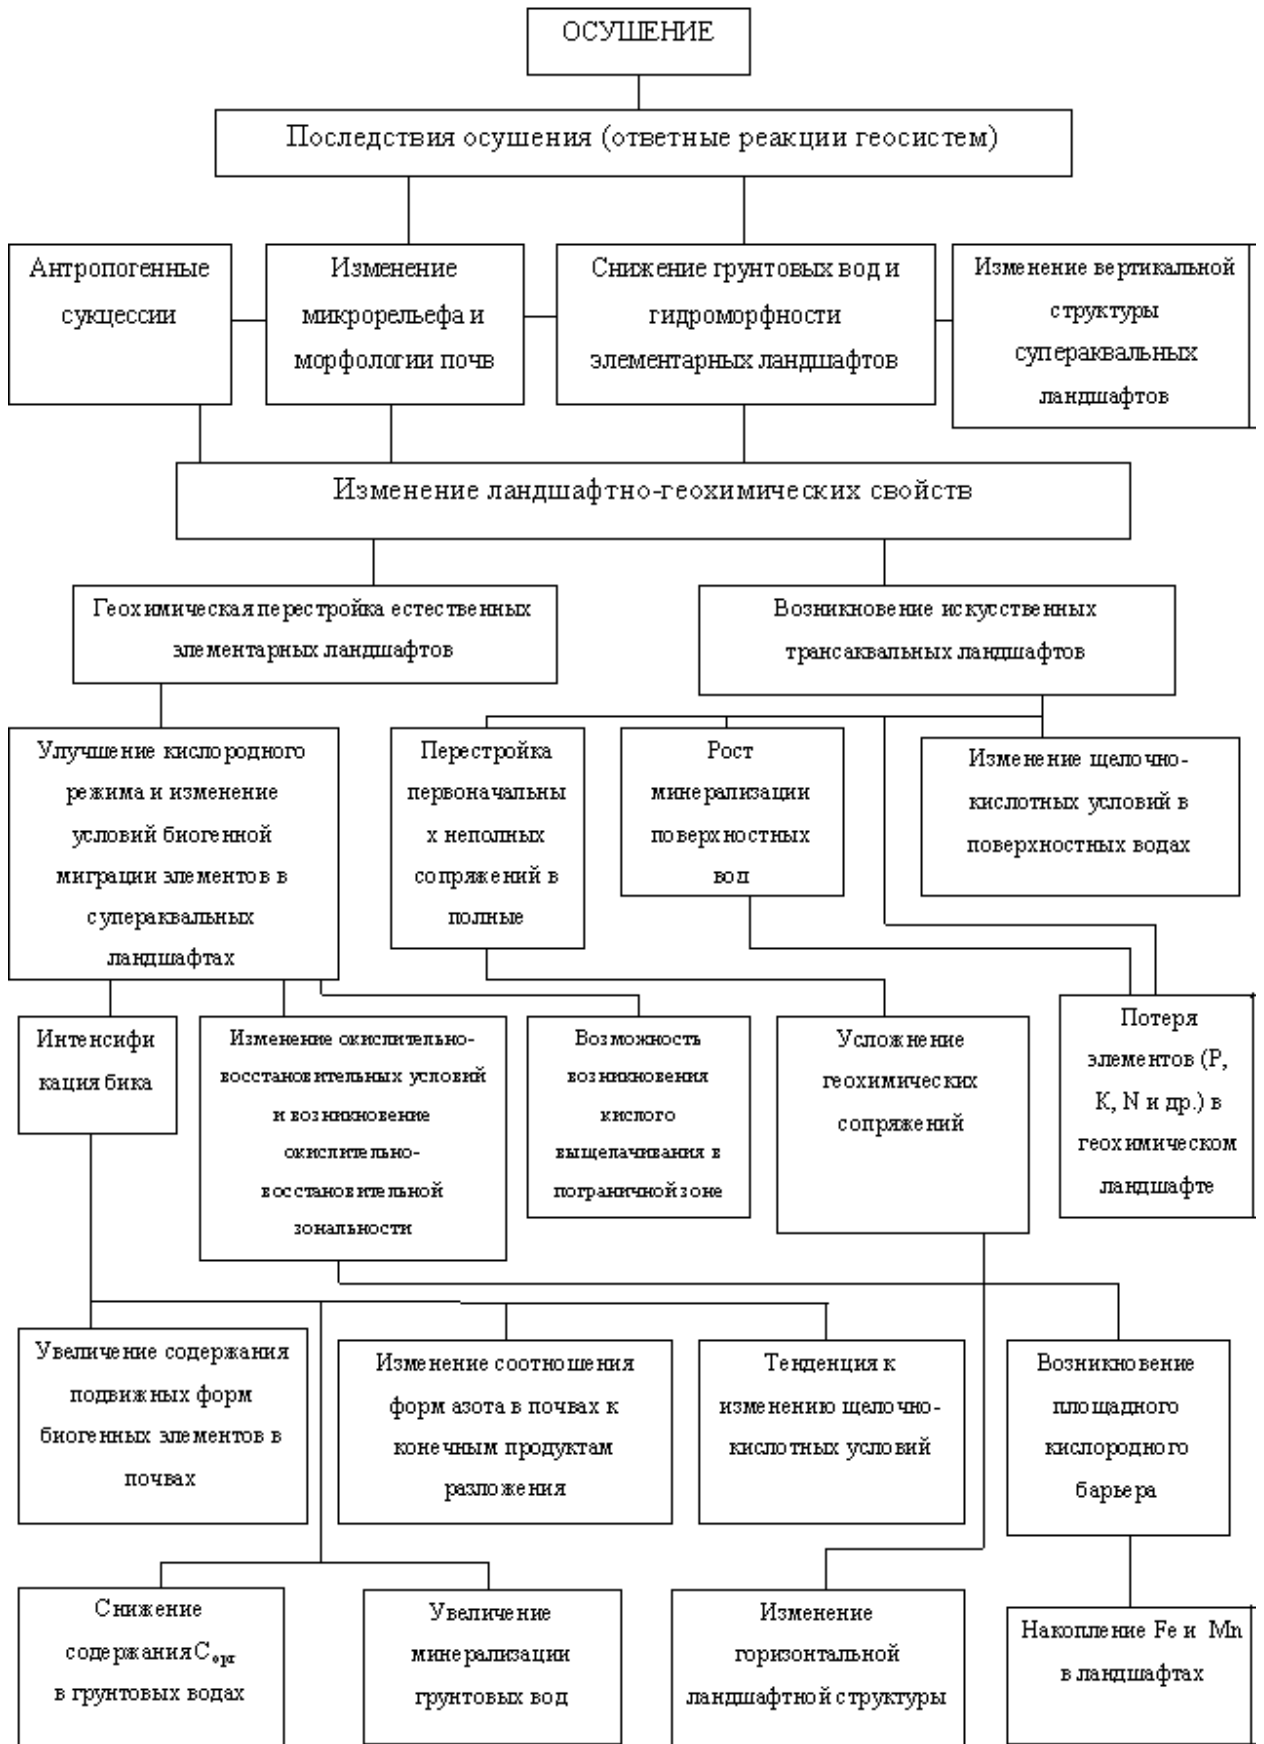 ОСУШЕНИЕ
Последствия осушения (ответные реакции геосистем)
Антропогенные
сукцессии
Изменение
микрорельефа и
морфологии почв
Снижение грунтовых вод и
гидроморфности
элементарных ландшафтов
Изменение вертикальной
структуры
супераквальных
ландшафтов
Изменение ландшафтно-геохимических свойств
Геохимическая перестройка естественных
элементарных ландшафтов
Возникновение искусственных
трансаквальных ландшафтов
Улучшение кислородного
режима и изменение
условий биогенной
миграции элементов в
супераквальных
ландшафтах
Перестройка
первоначальны
х неполных
сопряжений в
полные
Рост
минерализации
поверхностных
вод
Изменение щелочно-
кислотных условий в
поверхностных водах
Интенсифи
кация бика
Изменение окислительно-
восстановительных условий
и возникновение
окислительно-
восстановительной
зональности
Возможность
возникновения
кислого
выщелачивания в
пограничной зоне
Усложнение
геохимических
сопряжений
Потеря
элементов (P,
K, N и др.) в
геохимическом
ландшафте
Увеличение содержания
подвижных форм
биогенных элементов в
почвах
Изменение соотношения
форм азота в почвах к
конечным продуктам
разложения
Тенденция к
изменению щелочно-
кислотных условий
Возникновение
площадного
кислородного
барьера
Снижение
содержания Сорг
в грунтовых водах
Увеличение
минерализации
грунтовых вод
Изменение
горизонтальной
ландшафтной структуры
Накопление Fe и Mn
в ландшафтах